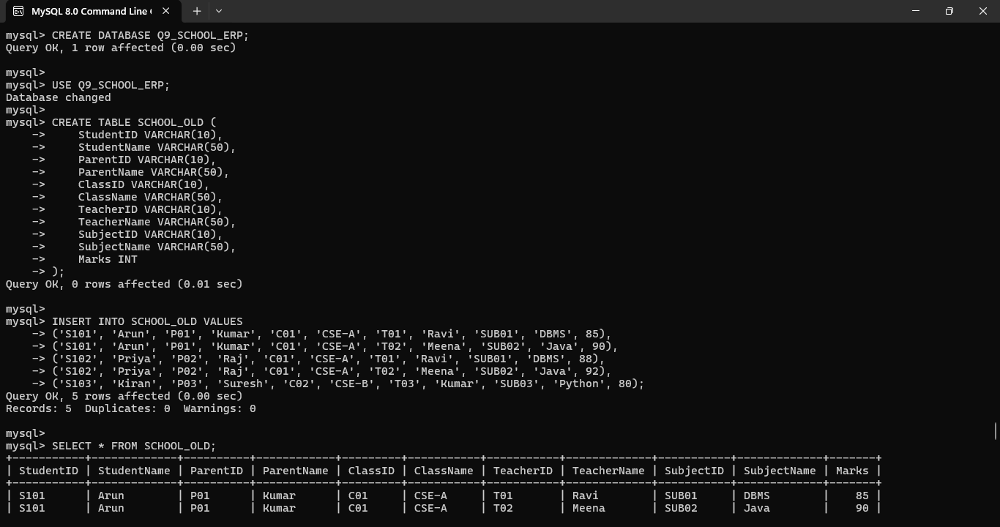 MySQL 8.0 Command Line
mysql> CREATE DATABASE Q9_SCHOOL_ERP;
Query OK, 1 row affected (0.00 sec)
mysql>
mysql> USE Q9_SCHOOL_ERP;
Database changed
mysql>
mysql> CREATE TABLE SCHOOL_OLD (
    ->     StudentID VARCHAR(10),
    ->     StudentName VARCHAR(50),
    ->     ParentID VARCHAR(10),
    ->     ParentName VARCHAR(50),
    ->     ClassID VARCHAR(10),
    ->     ClassName VARCHAR(50),
    ->     TeacherID VARCHAR(10),
    ->     TeacherName VARCHAR(50),
    ->     SubjectID VARCHAR(10),
    ->     SubjectName VARCHAR(50),
    ->     Marks INT
    -> );
Query OK, 0 rows affected (0.01 sec)
mysql>
mysql> INSERT INTO SCHOOL_OLD VALUES
    -> ('S101', 'Arun', 'P01', 'Kumar', 'C01', 'CSE-A', 'T01', 'Ravi', 'SUB01', 'DBMS', 85),
    -> ('S101', 'Arun', 'P01', 'Kumar', 'C01', 'CSE-A', 'T02', 'Meena', 'SUB02', 'Java', 90),
    -> ('S102', 'Priya', 'P02', 'Raj', 'C01', 'CSE-A', 'T01', 'Ravi', 'SUB01', 'DBMS', 88),
    -> ('S102', 'Priya', 'P02', 'Raj', 'C01', 'CSE-A', 'T02', 'Meena', 'SUB02', 'Java', 92),
    -> ('S103', 'Kiran', 'P03', 'Suresh', 'C02', 'CSE-B', 'T03', 'Kumar', 'SUB03', 'Python', 80);
Query OK, 5 rows affected (0.00 sec)
Records: 5  Duplicates: 0  Warnings: 0
mysql>
mysql> SELECT * FROM SCHOOL_OLD;
+-----------+-------------+----------+------------+---------+-----------+-----------+-------------+-----------+-------------+-------+
| StudentID | StudentName | ParentID | ParentName | ClassID | ClassName | TeacherID | TeacherName | SubjectID | SubjectName | Marks |
+-----------+-------------+----------+------------+---------+-----------+-----------+-------------+-----------+-------------+-------+
| S101      | Arun        | P01      | Kumar      | C01     | CSE-A     | T01       | Ravi        | SUB01     | DBMS        |    85 |
| S101      | Arun        | P01      | Kumar      | C01     | CSE-A     | T02       | Meena       | SUB02     | Java        |    90 |